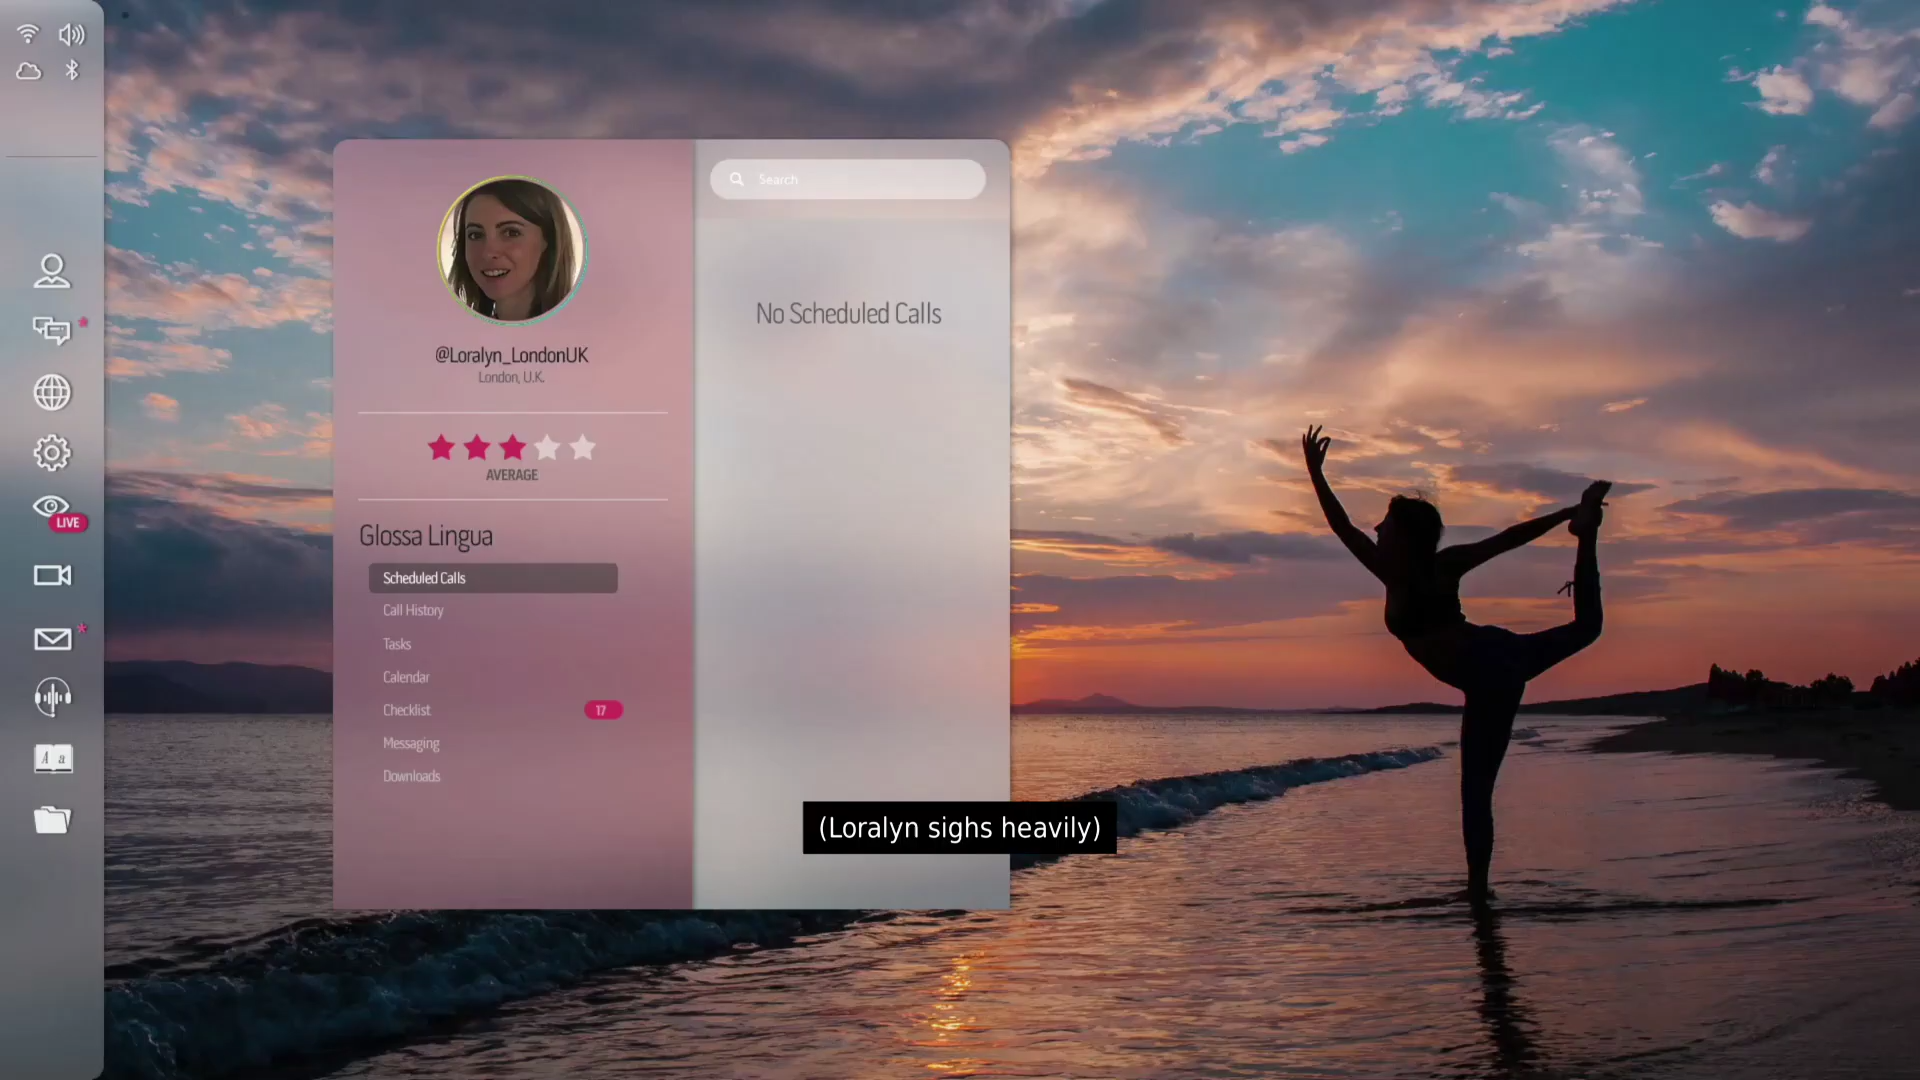 Search
No Scheduled Calls
@Loralyn_LondonUK
London, U.K.
AVERAGE
Glossa Lingua
Scheduled Calls
Call History
Tasks
Calendar
Checklist 17
Messaging
Downloads
LIVE
A a
(Loralyn sighs heavily)